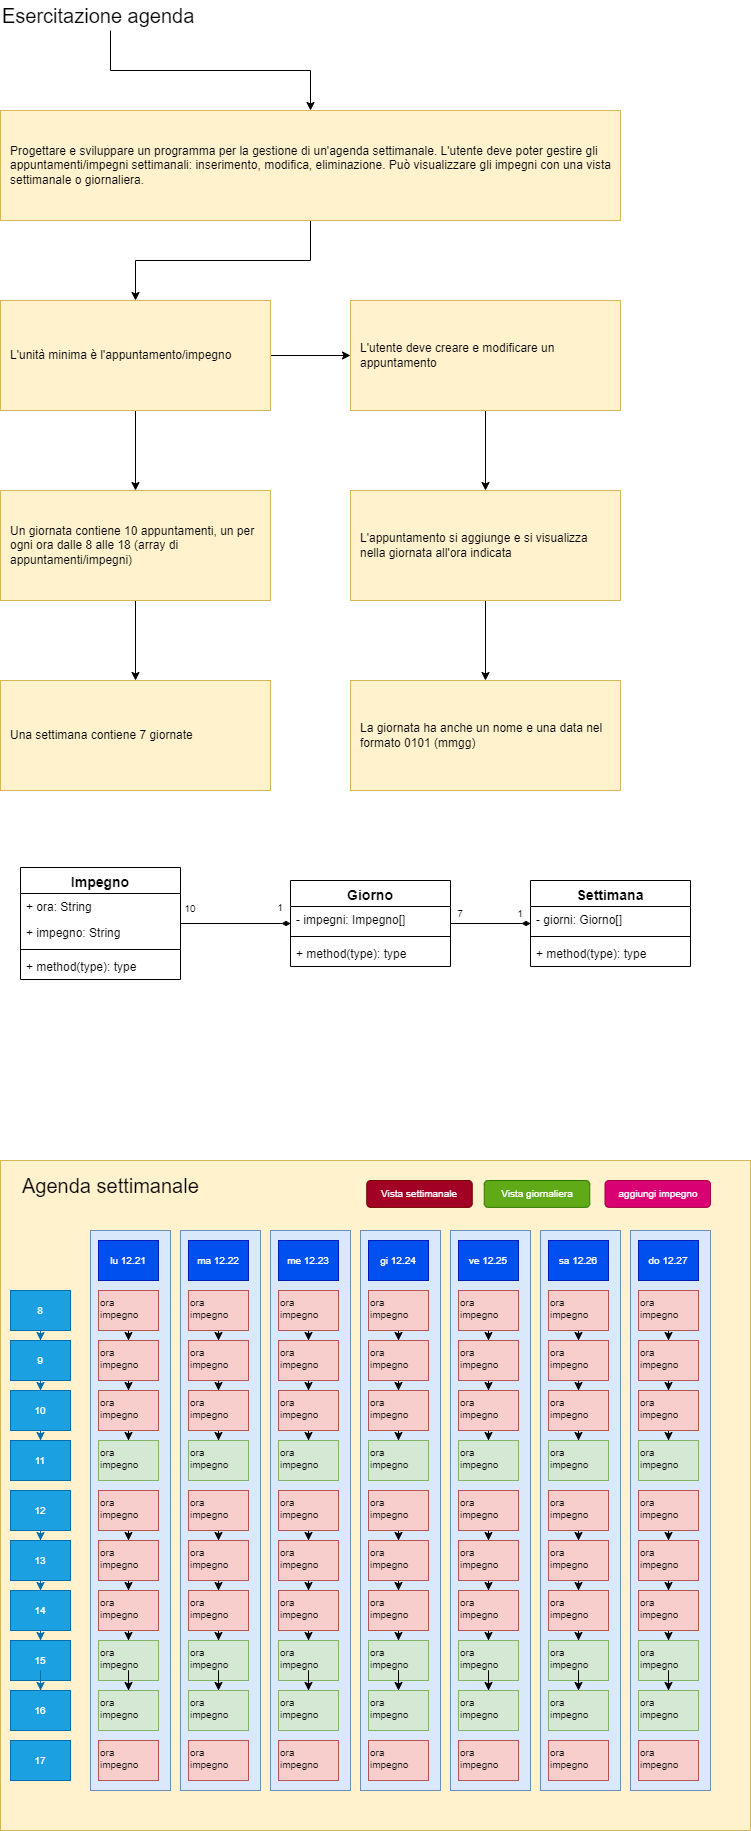 Esercitazione agenda
Progettare e sviluppare un programma per la gestione di un'agenda settimanale. L'utente deve poter gestire gli
appuntamenti/impegni settimanali: inserimento, modifica, eliminazione. Può visualizzare gli impegni con una vista
settimanale o giornaliera.
L'unità minima è l'appuntamento/impegno
L'utente deve creare e modificare un
appuntamento
Un giornata contiene 10 appuntamenti, un per
ogni ora dalle 8 alle 18 (array di
appuntamenti/impegni)
L'appuntamento si aggiunge e si visualizza
nella giornata all'ora indicata
Una settimana contiene 7 giornate
La giornata ha anche un nome e una data nel
formato 0101 (mmgg)
Impegno
+ ora: String
+ impegno: String
+ method(type): type
10
1
Giorno
- impegni: Impegno[]
+ method(type): type
7
1
Settimana
- giorni: Giorno[]
+ method(type): type
Agenda settimanale
Vista settimanale
Vista giornaliera
aggiungi impegno
lu 12.21 ma 12.22 me 12.23 gi 12.24 ve 12.25 sa 12.26 do 12.27
ora ora ora ora ora ora ora
8 impegno impegno impegno impegno impegno impegno impegno
ora ora ora ora ora ora ora
9 impegno impegno impegno impegno impegno impegno impegno
ora ora ora ora ora ora ora
10 impegno impegno impegno impegno impegno impegno impegno
ora ora ora ora ora ora ora
11 impegno impegno impegno impegno impegno impegno impegno
ora ora ora ora ora ora ora
12 impegno impegno impegno impegno impegno impegno impegno
ora ora ora ora ora ora ora
13 impegno impegno impegno impegno impegno impegno impegno
ora ora ora ora ora ora ora
14 impegno impegno impegno impegno impegno impegno impegno
ora ora ora ora ora ora ora
15 impegno impegno impegno impegno impegno impegno impegno
ora ora ora ora ora ora ora
16 impegno impegno impegno impegno impegno impegno impegno
ora ora ora ora ora ora ora
17 impegno impegno impegno impegno impegno impegno impegno